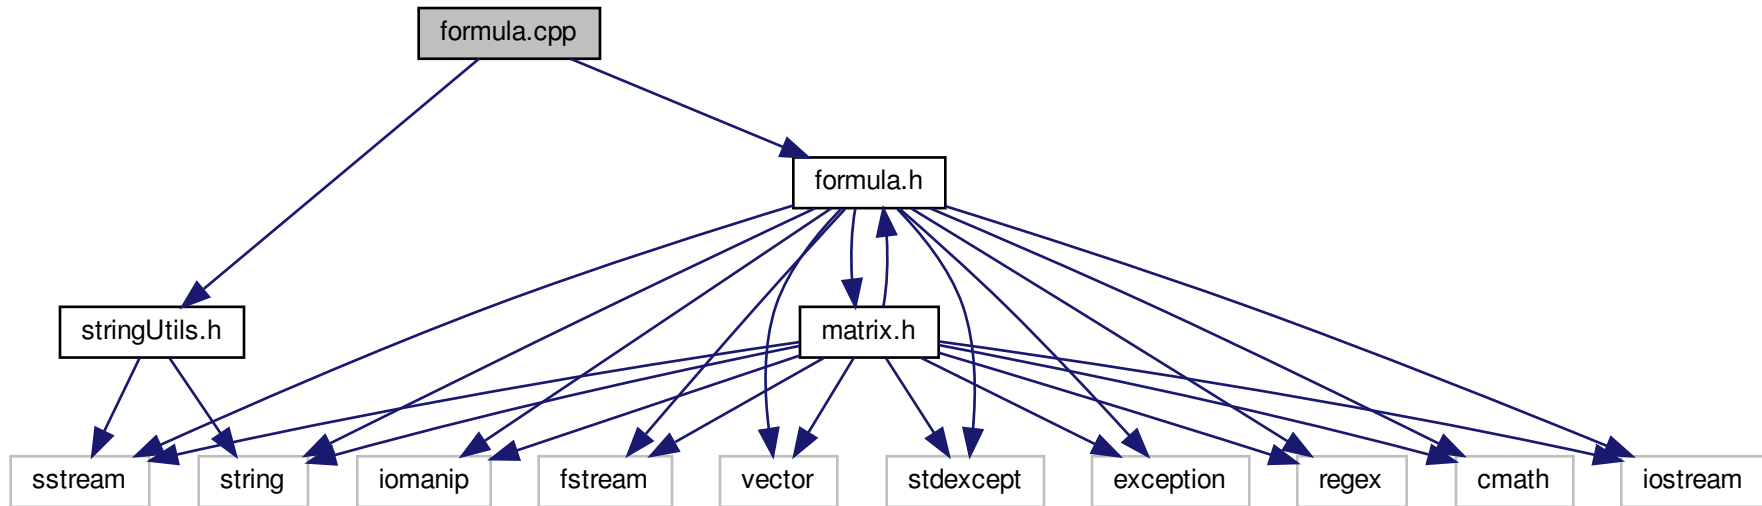 formula.cpp
formula.h
stringUtils.h
matrix.h
sstream
string
iomanip
fstream
vector
stdexcept
exception
regex
cmath
iostream